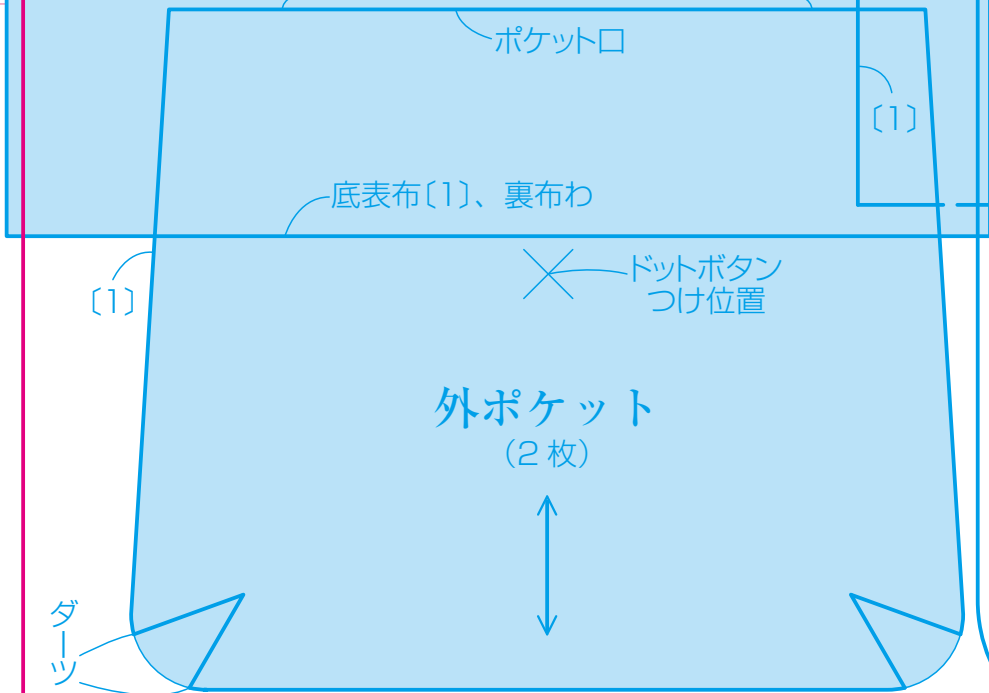 ポケット口
〔1〕
底表布〔1〕、裏布わ
ドットボタン
つけ位置
〔1〕
外ポケット
（2枚）
ダーツ